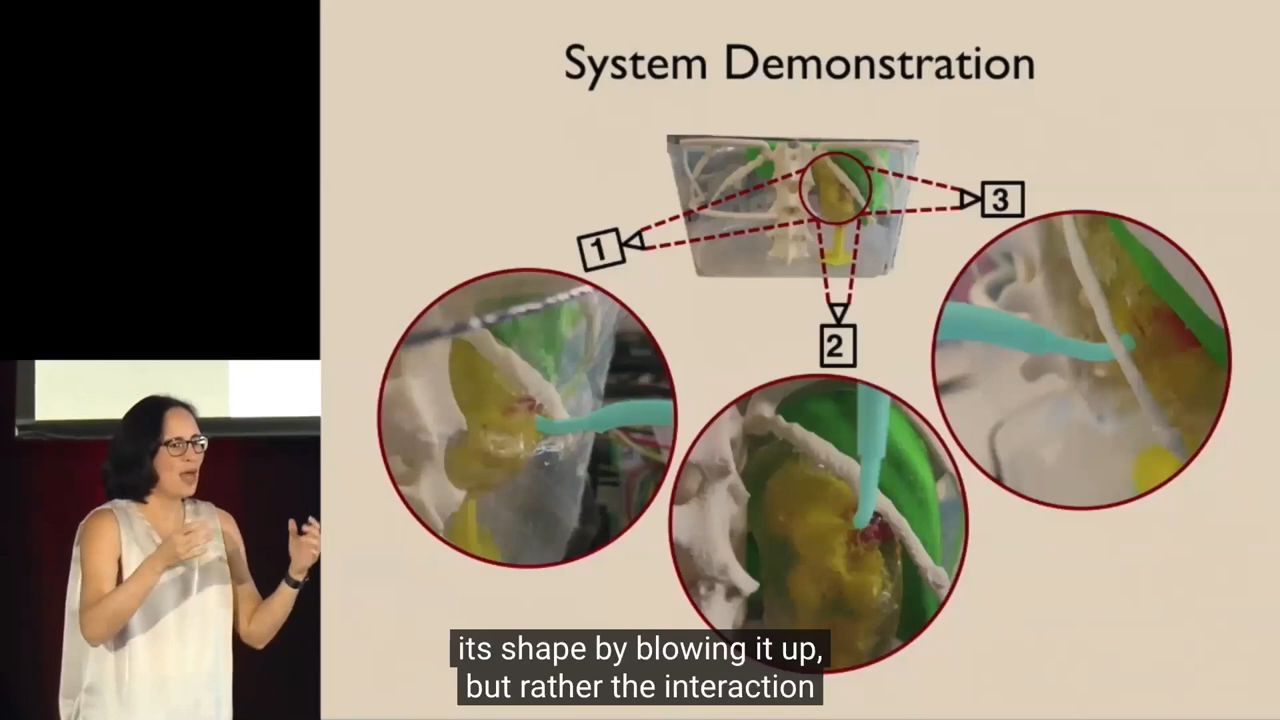 System Demonstration
3
1
2
its shape by blowing it up,
but rather the interaction